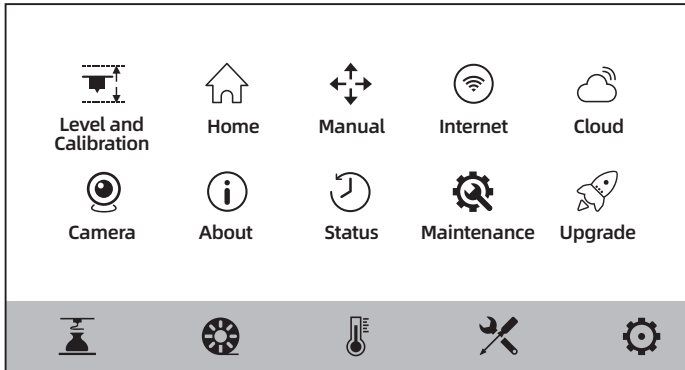 Level and
Calibration
Home
Manual
Internet
Cloud
Camera
About
Status
Maintenance
Upgrade